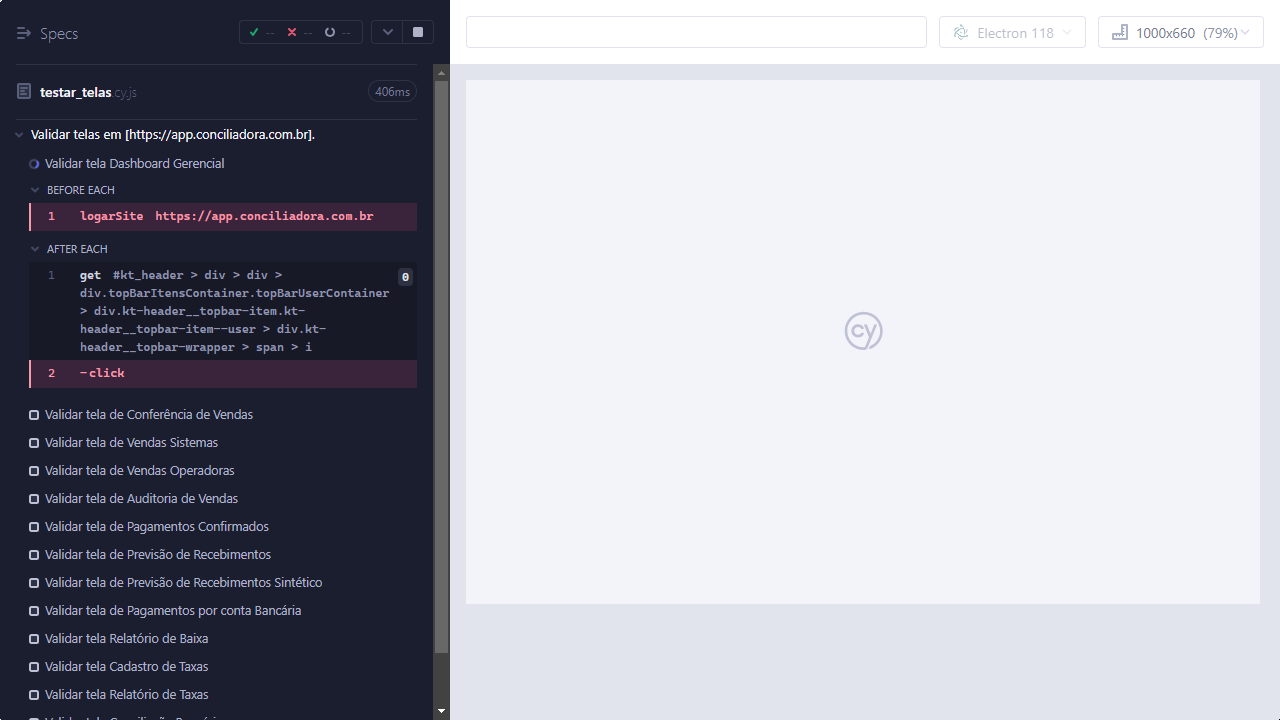 Specs
-- -- --
Electron 118
1000x660 (79%)
testar_telas.cy.js
406ms
Validar telas em [https://app.conciliadora.com.br].
Validar tela Dashboard Gerencial
BEFORE EACH
1 logarSite https://app.conciliadora.com.br
AFTER EACH
1 get #kt_header > div > div > 0
div.topBarItensContainer.topBarUserContainer
> div.kt-header__topbar-item.kt-
header__topbar-item--user > div.kt-
header__topbar-wrapper > span > i
2 -click
Validar tela de Conferência de Vendas
Validar tela de Vendas Sistemas
Validar tela de Vendas Operadoras
Validar tela de Auditoria de Vendas
Validar tela de Pagamentos Confirmados
Validar tela de Previsão de Recebimentos
Validar tela de Previsão de Recebimentos Sintético
Validar tela de Pagamentos por conta Bancária
Validar tela Relatório de Baixa
Validar tela Cadastro de Taxas
Validar tela Relatório de Taxas
cy